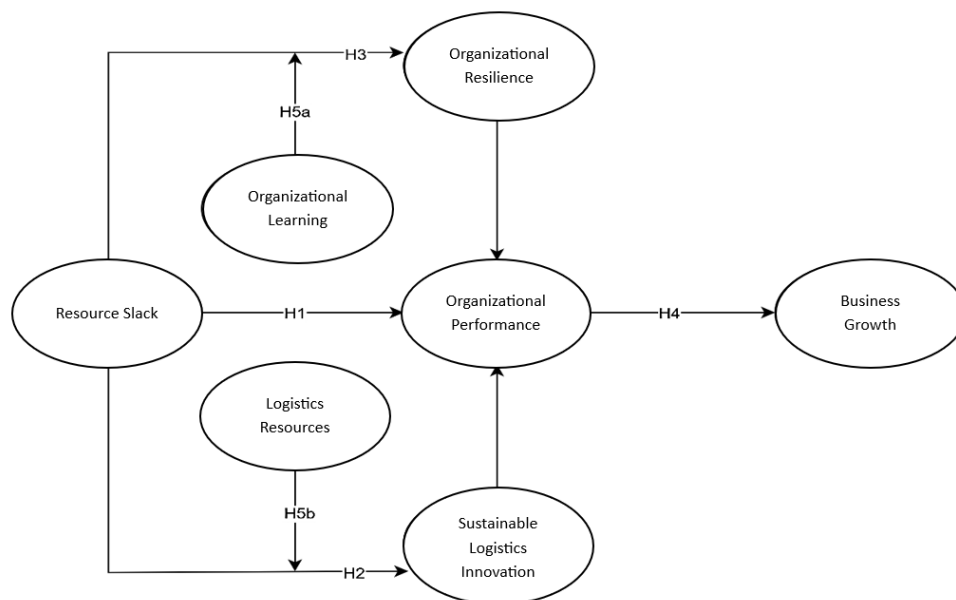 H3
Organizational
Resilience
H5a
Organizational
Learning
Resource Slack
H1
Organizational
Performance
H4
Business
Growth
Logistics
Resources
H5b
Sustainable
Logistics
Innovation
H2